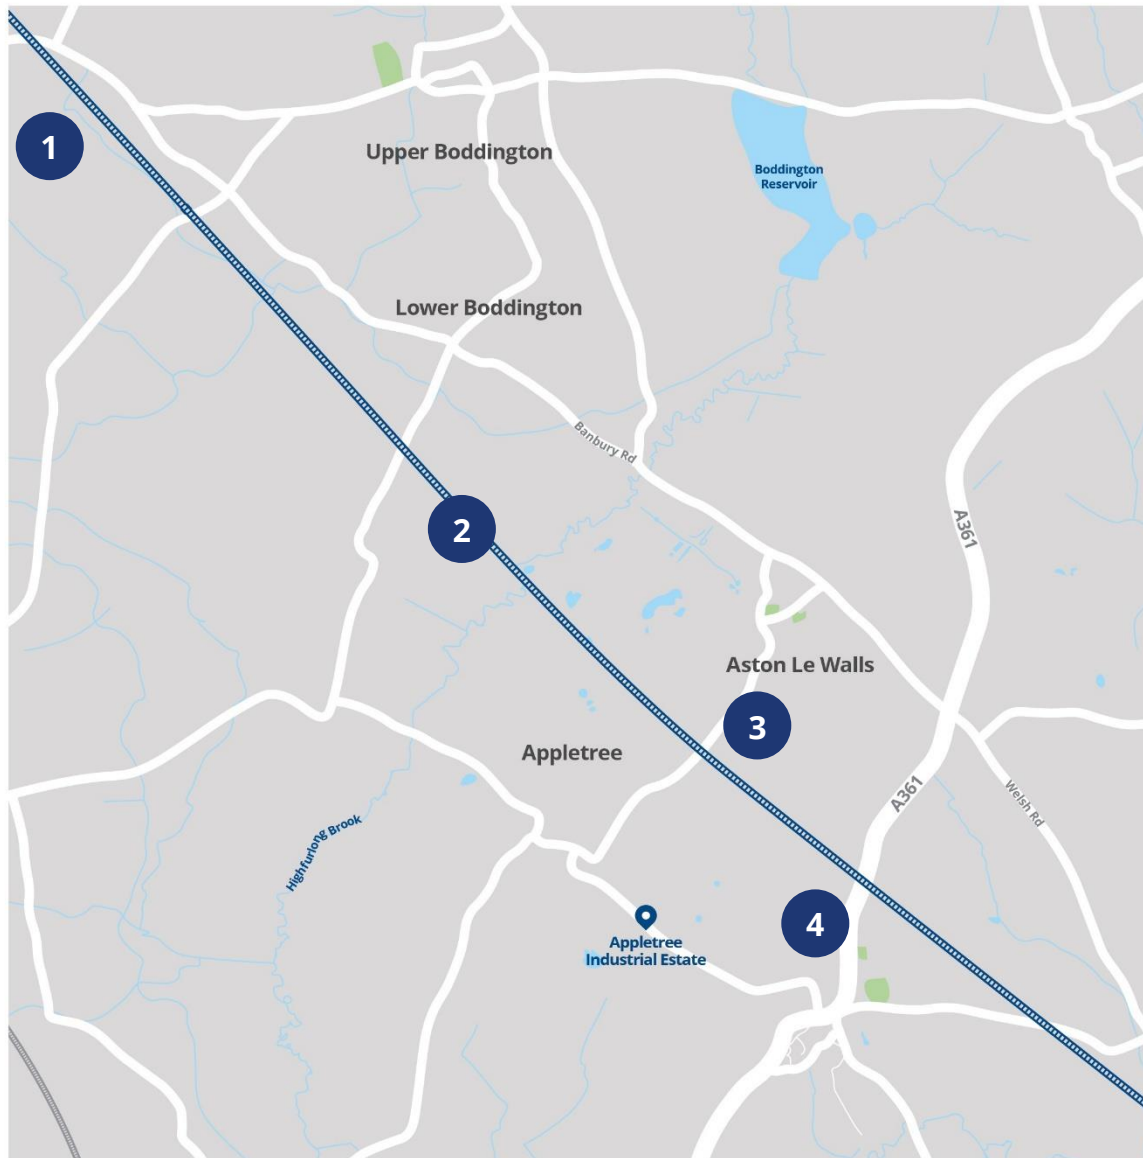 1
Upper Boddington
Boddington
Reservoir
Lower Boddington
Banbury Rd
A361
2
Aston Le Walls
3
Appletree
A361
Welsh Rd
Highfurlong Brook
4
Appletree
Industrial Estate